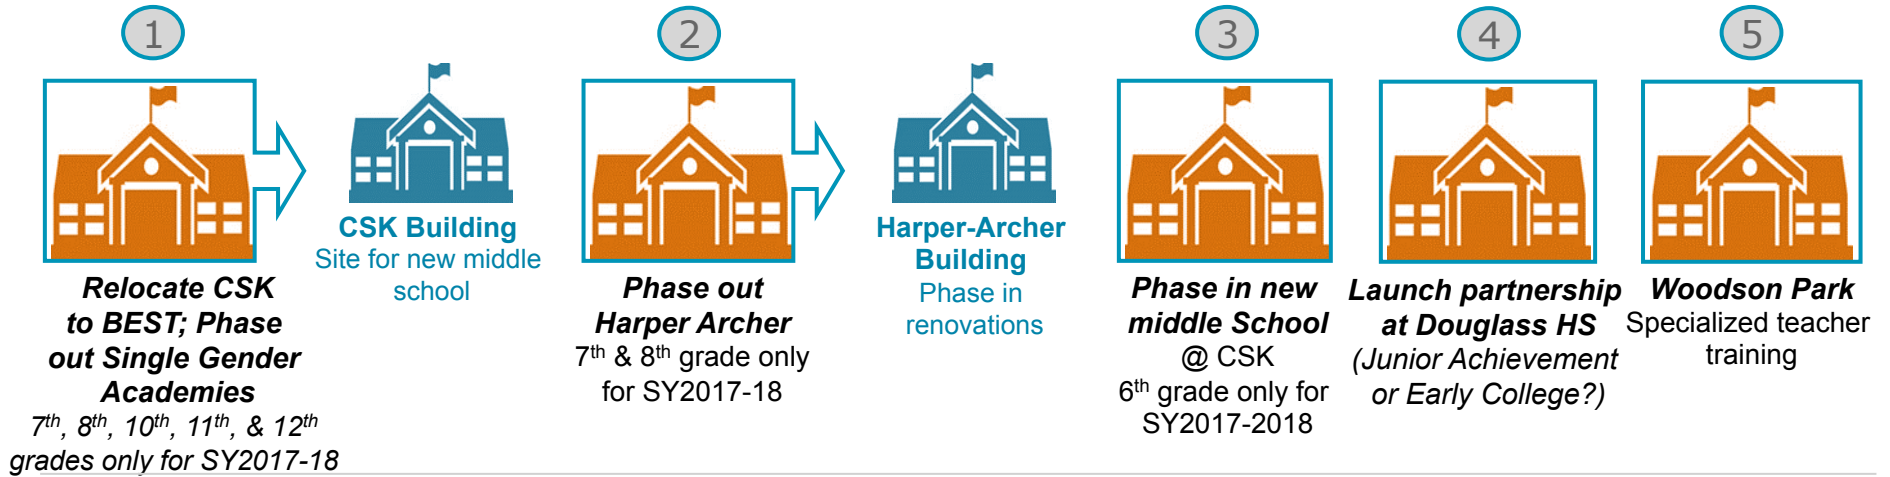 1
Relocate CSK
to BEST; Phase
out Single Gender
Academies
7th, 8th, 10th, 11th, & 12th
grades only for SY2017-18
CSK Building
Site for new middle
school
2
Phase out
Harper Archer
7th & 8th grade only
for SY2017-18
Harper-Archer
Building
Phase in
renovations
3
Phase in new
middle School
@ CSK
6th grade only for
SY2017-2018
4
Launch partnership
at Douglass HS
(Junior Achievement
or Early College?)
5
Woodson Park
Specialized teacher
training